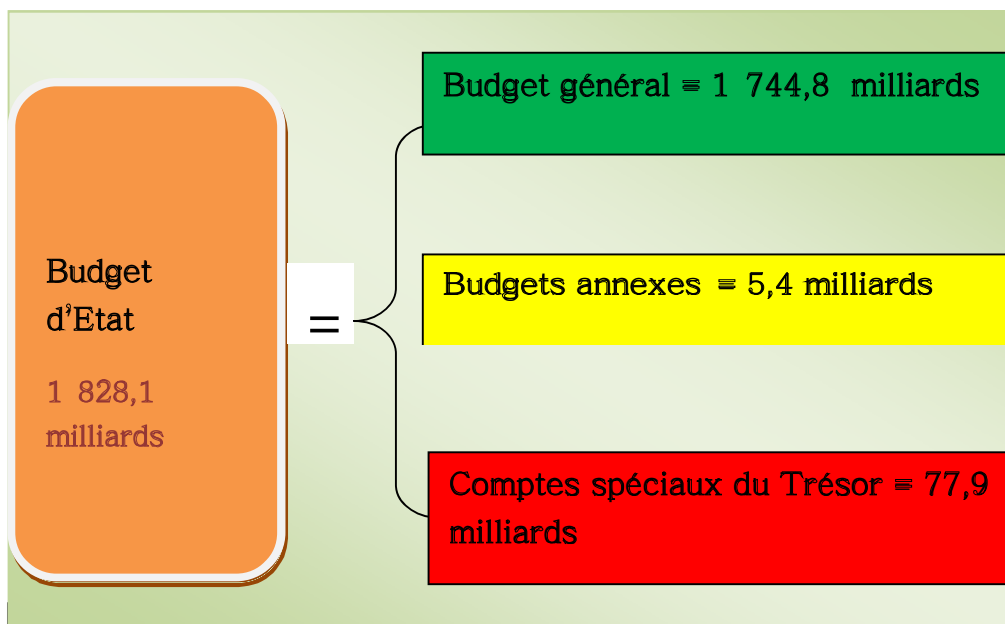 Budget général = 1 744,8 milliards
Budget
d'Etat
1 828,1
milliards
=
Budgets annexes = 5,4 milliards
Comptes spéciaux du Trésor = 77,9
milliards